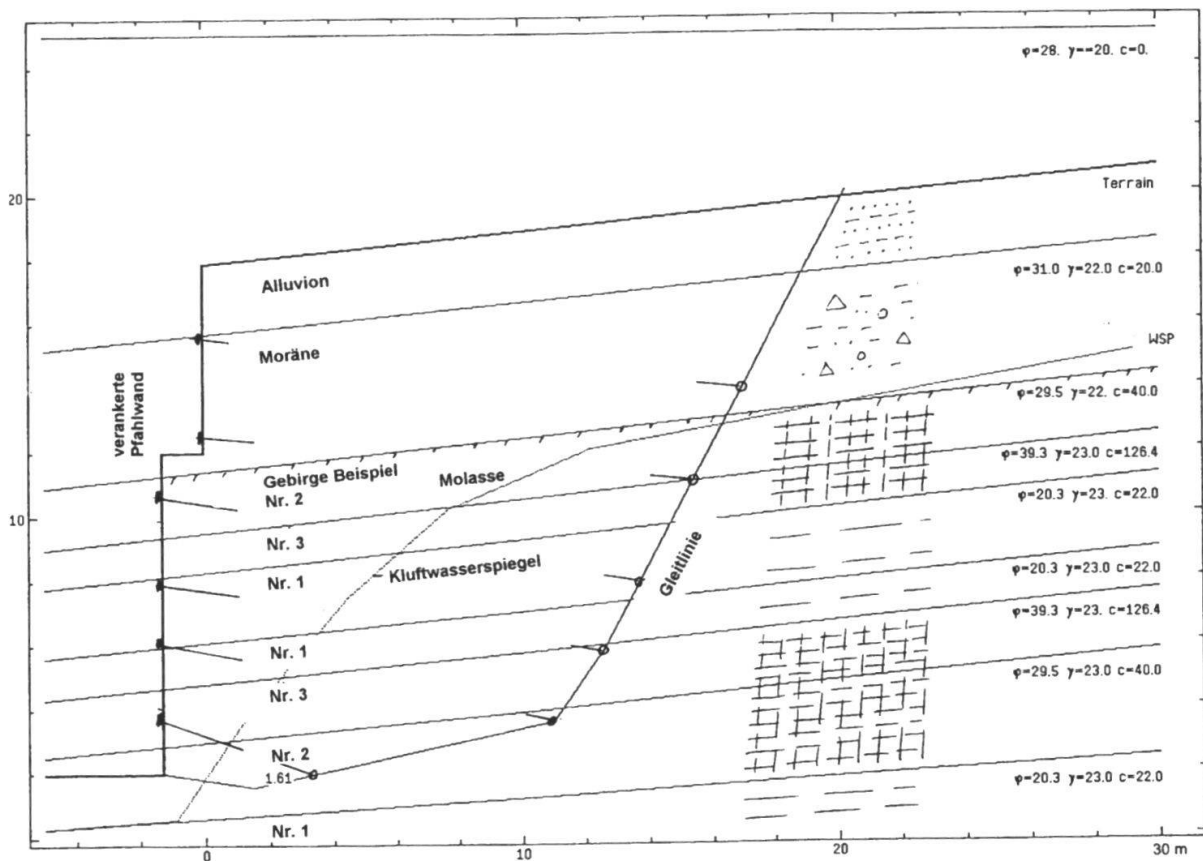 φ=28. γ==20. c=0.
20
Terrain
Alluvion
φ=31.0 γ=22.0 c=20.0
Moräne
WSP
verankerte
Pfahlwand
φ=29.5 γ=22. c=40.0
Gebirge Beispiel
Molasse
φ=39.3 γ=23.0 c=126.4
Nr. 2
φ=20.3 γ=23. c=22.0
10
Nr. 3
Kluftwasserspiegel
Gleitlinie
Nr. 1
φ=20.3 γ=23.0 c=22.0
φ=39.3 γ=23. c=126.4
Nr. 1
Nr. 3
φ=29.5 γ=23.0 c=40.0
Nr. 2
1.61
φ=20.3 γ=23.0 c=22.0
Nr. 1
0
0 10 20 30 m